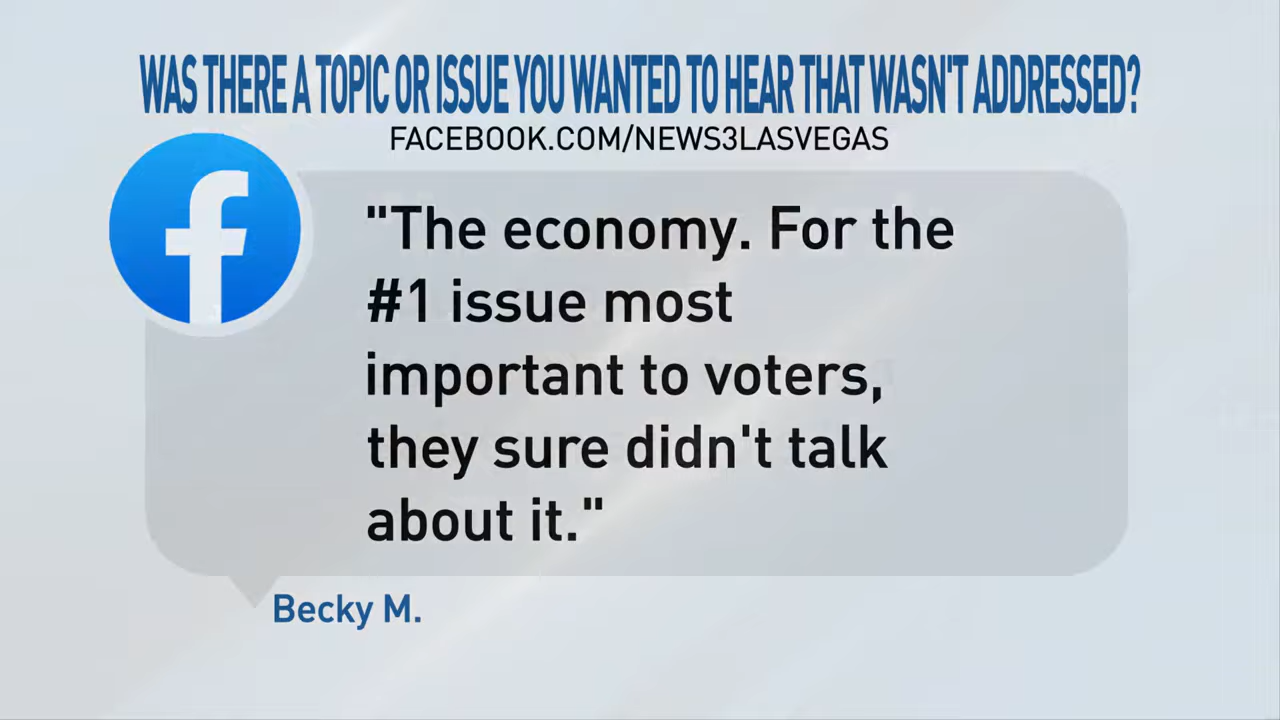 WAS THERE A TOPIC OR ISSUE YOU WANTED TO HEAR THAT WASN'T ADDRESSED?
FACEBOOK.COM/NEWS3LASVEGAS
"The economy. For the
#1 issue most
important to voters,
they sure didn't talk
about it."
Becky M.